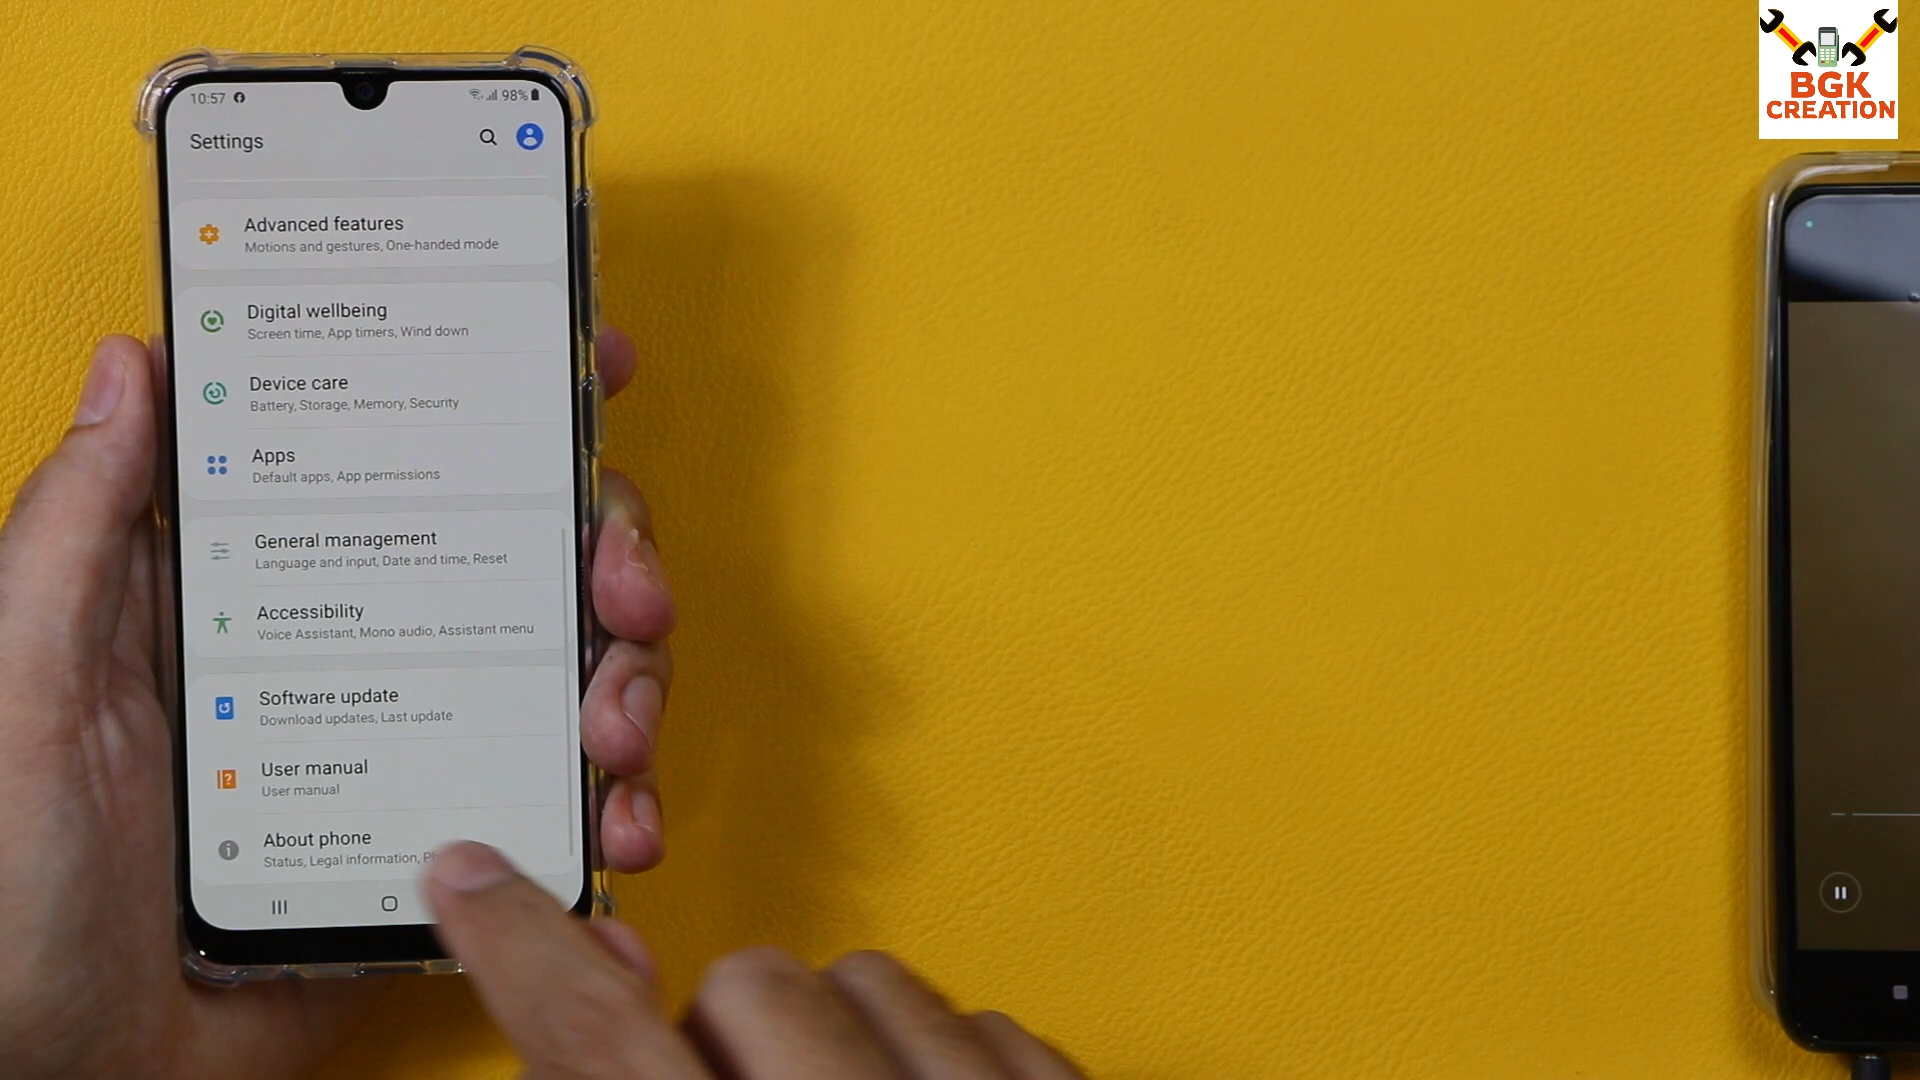 BGK
CREATION
10:57
98%
Settings
Advanced features
Motions and gestures, One-handed mode
Digital wellbeing
Screen time, App timers, Wind down
Device care
Battery, Storage, Memory, Security
Apps
Default apps, App permissions
General management
Language and input, Date and time, Reset
Accessibility
Voice Assistant, Mono audio, Assistant menu
Software update
Download updates, Last update
User manual
User manual
About phone
Status, Legal information,